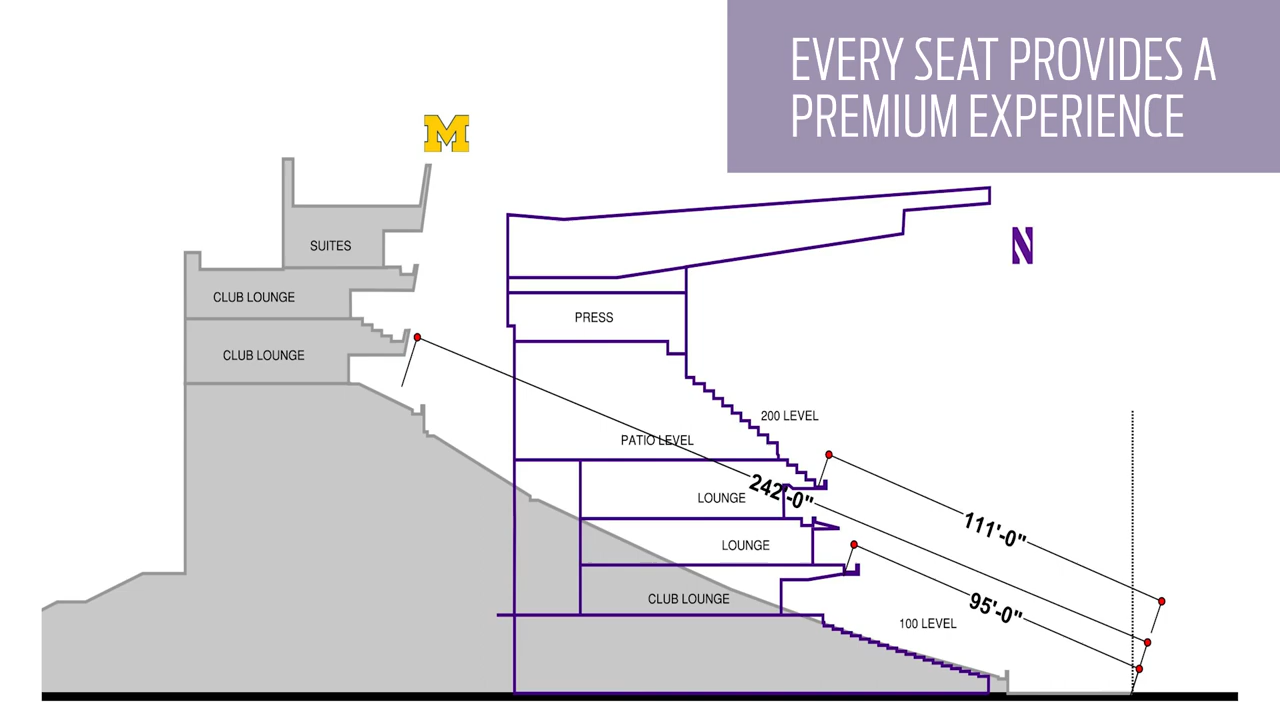 EVERY SEAT PROVIDES A
PREMIUM EXPERIENCE
M
N
SUITES
CLUB LOUNGE
PRESS
CLUB LOUNGE
200 LEVEL
PATIO LEVEL
LOUNGE
242'-0"
111'-0"
LOUNGE
CLUB LOUNGE
95'-0"
100 LEVEL